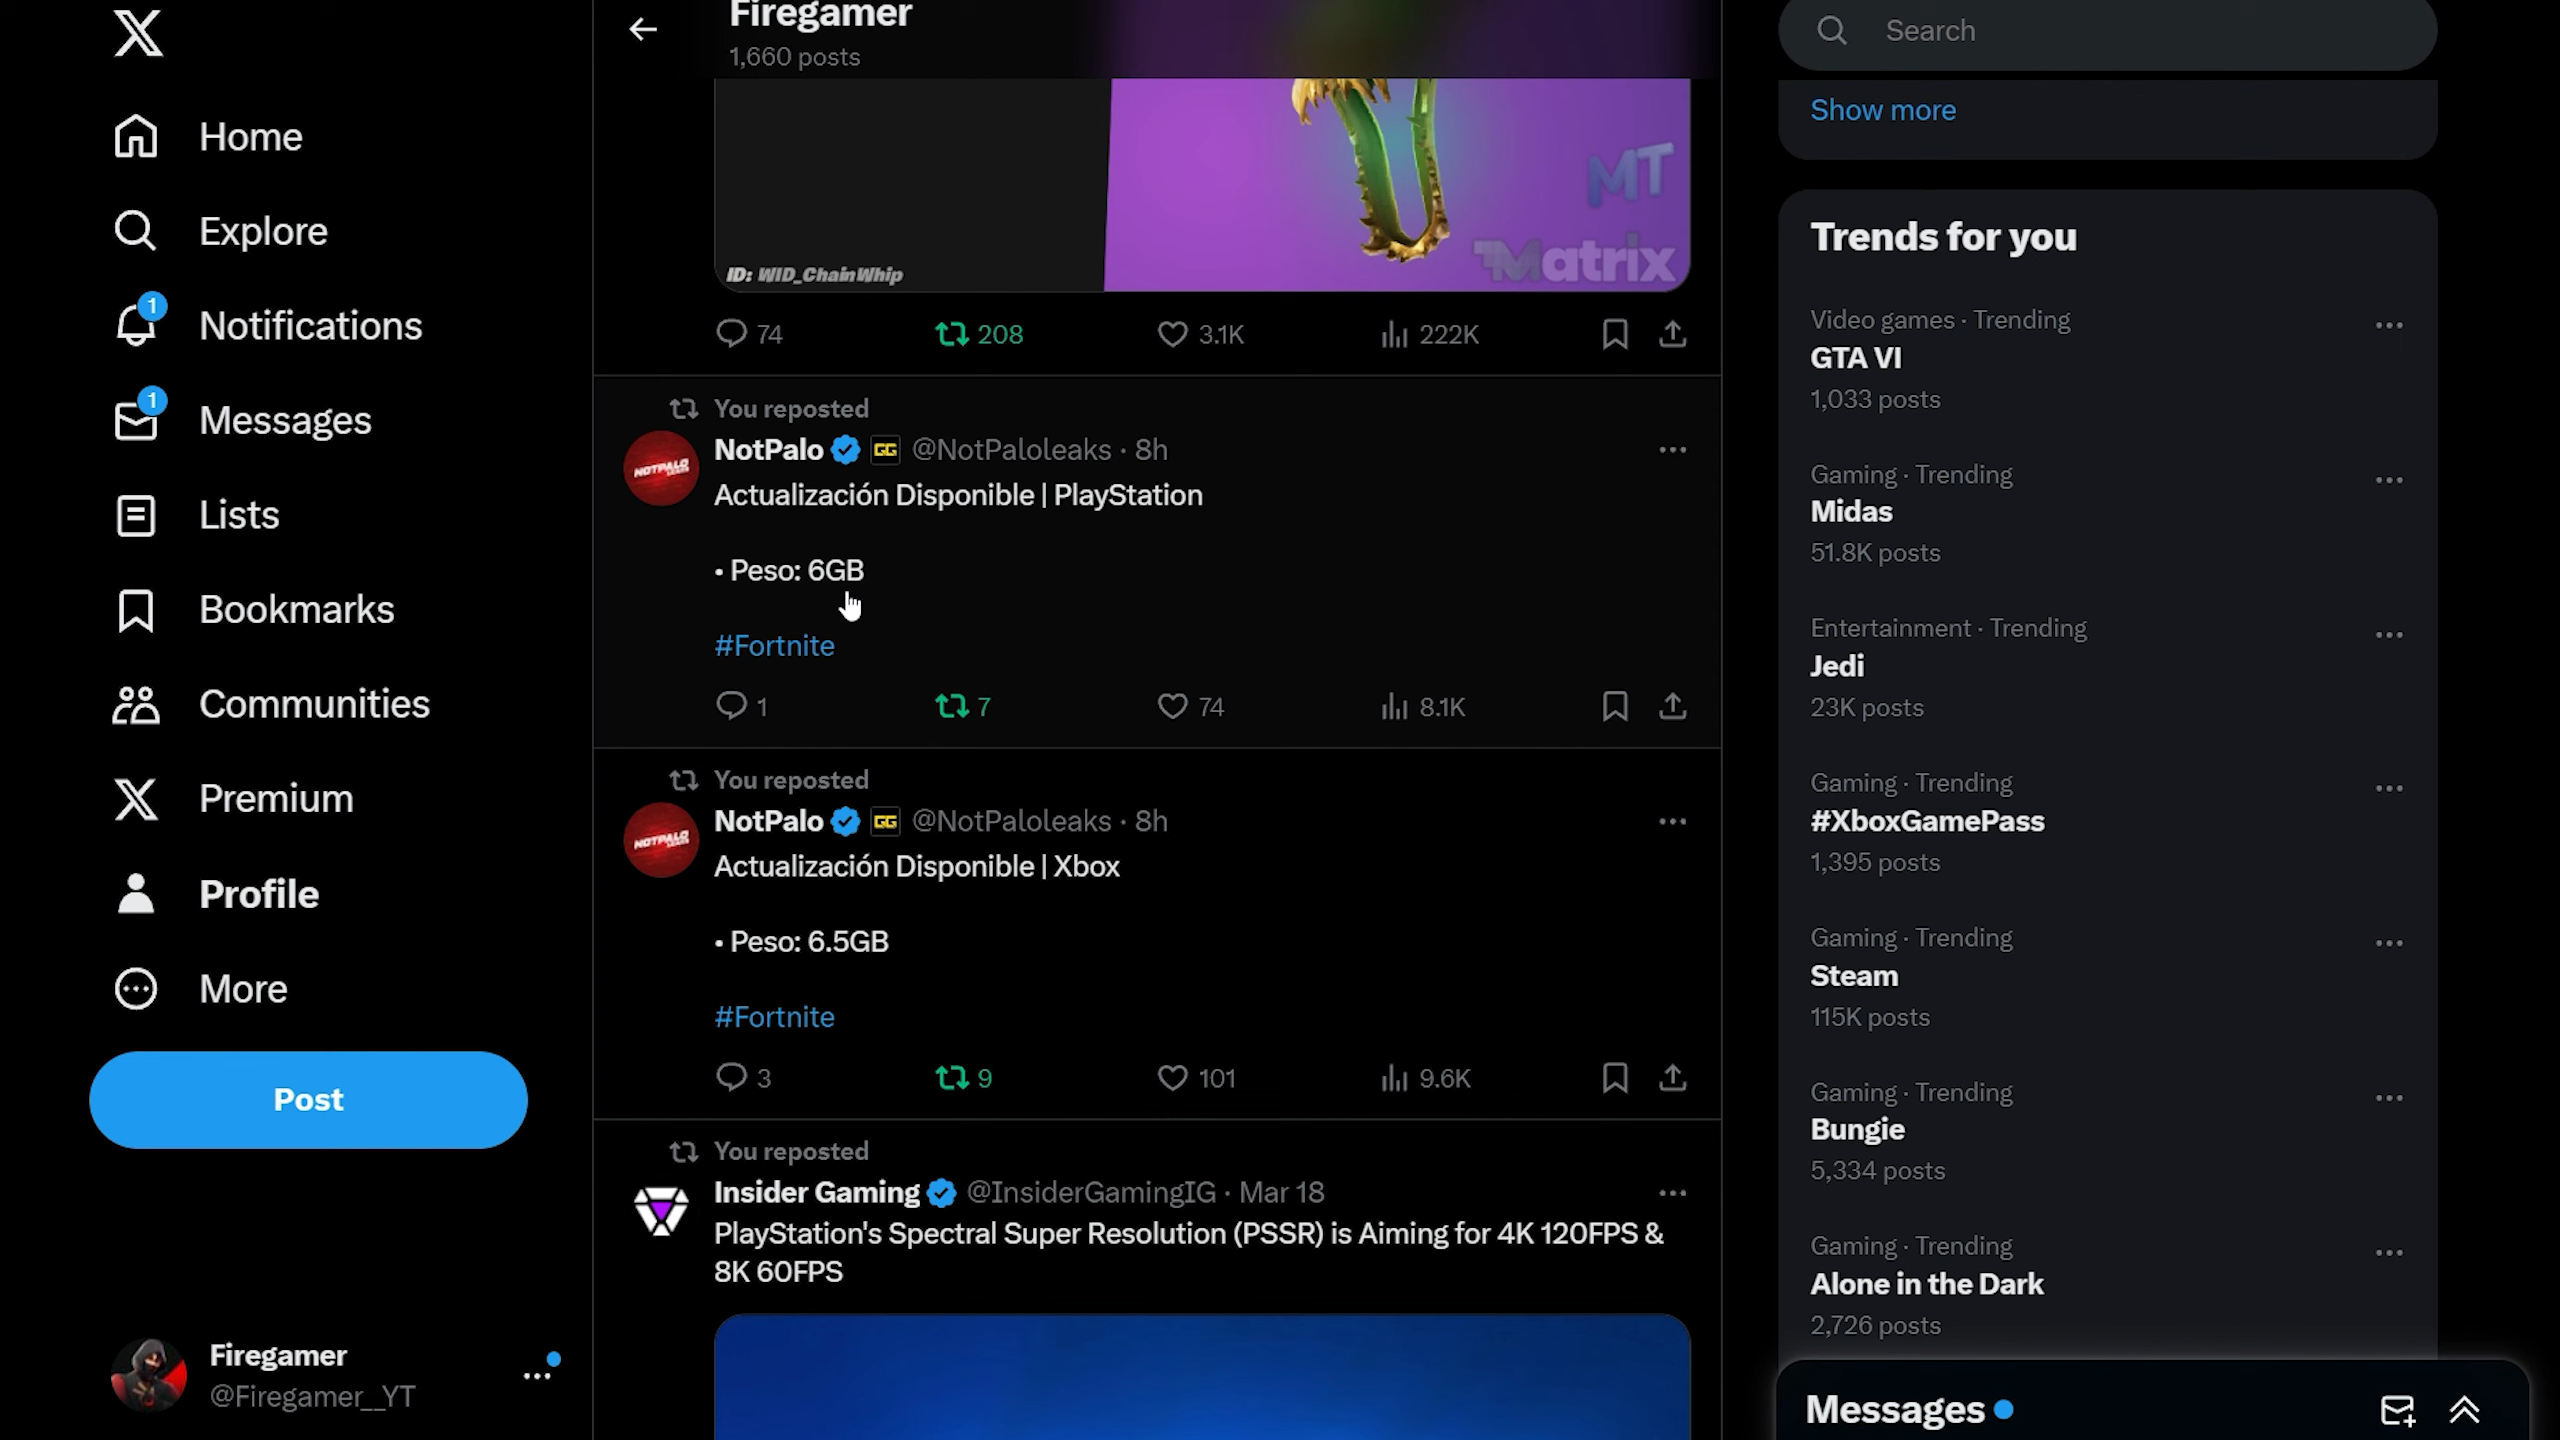 Home
Explore
1
Notifications
1
Messages
Lists
Bookmarks
Communities
Premium
Profile
More
Post
Firegamer
@Firegamer__YT
Firegamer
1,660 posts
MT
Matrix
ID: WID_ChainWhip
74 208 3.1K 222K
You reposted
NotPalo GG @NotPaloleaks · 8h
NOTPALO
Actualización Disponible | PlayStation
• Peso: 6GB
#Fortnite
1 7 74 8.1K
You reposted
NotPalo GG @NotPaloleaks · 8h
NOTPALO
Actualización Disponible | Xbox
• Peso: 6.5GB
#Fortnite
3 9 101 9.6K
You reposted
Insider Gaming @InsiderGamingIG · Mar 18
PlayStation's Spectral Super Resolution (PSSR) is Aiming for 4K 120FPS &
8K 60FPS
Search
Show more
Trends for you
Video games · Trending
GTA VI
1,033 posts
Gaming · Trending
Midas
51.8K posts
Entertainment · Trending
Jedi
23K posts
Gaming · Trending
#XboxGamePass
1,395 posts
Gaming · Trending
Steam
115K posts
Gaming · Trending
Bungie
5,334 posts
Gaming · Trending
Alone in the Dark
2,726 posts
Messages